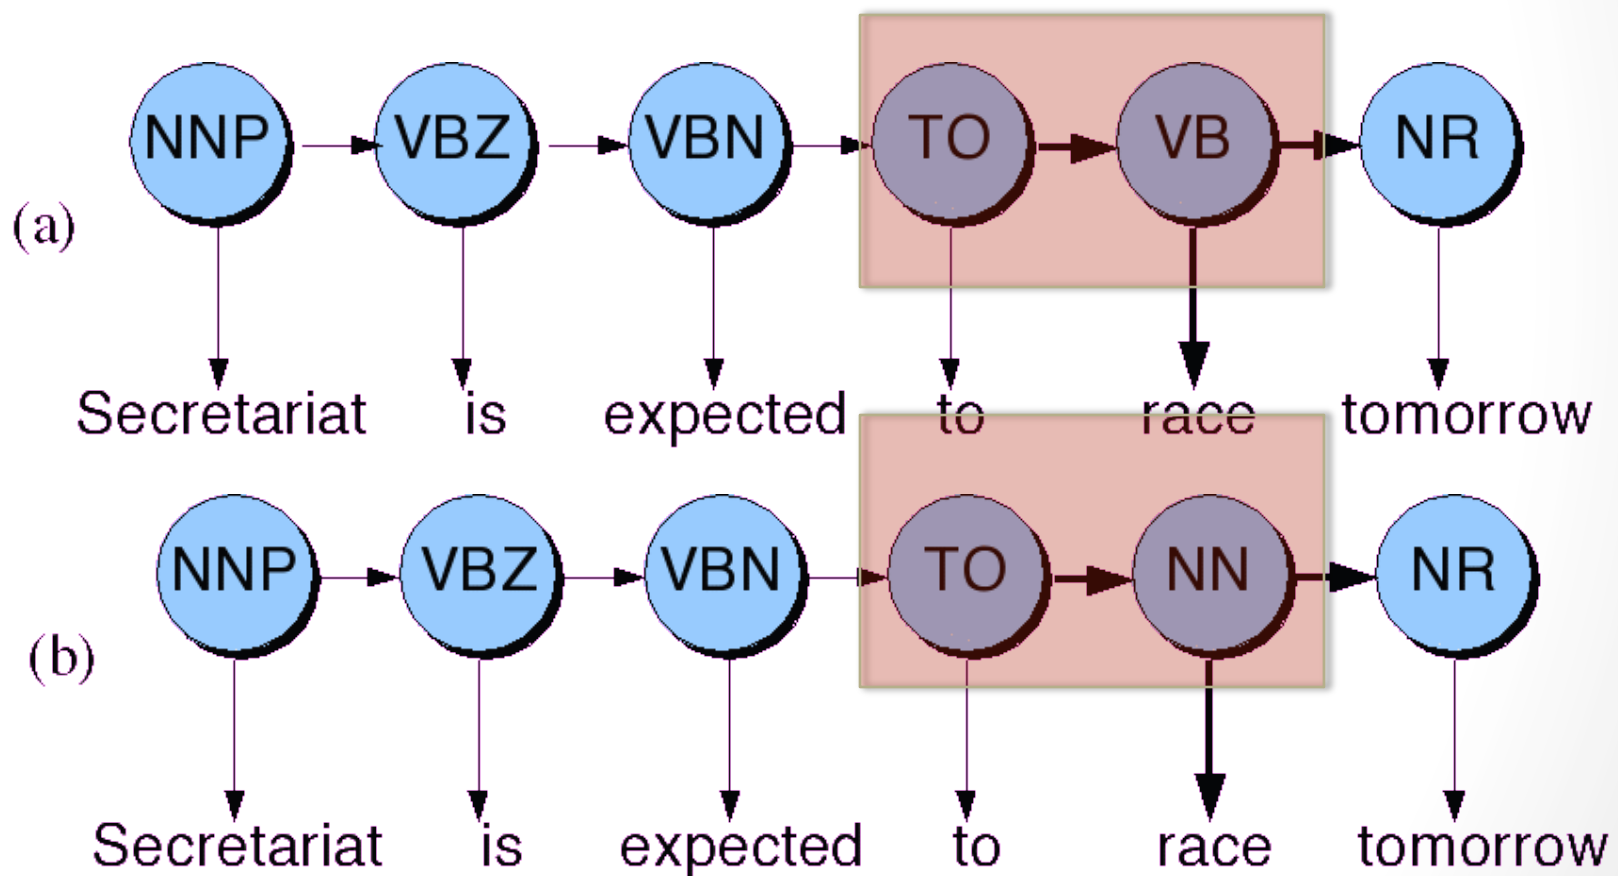 NNP VBZ VBN TO VB NR
(a)
Secretariat is expected to race tomorrow
NNP VBZ VBN TO NN NR
(b)
Secretariat is expected to race tomorrow